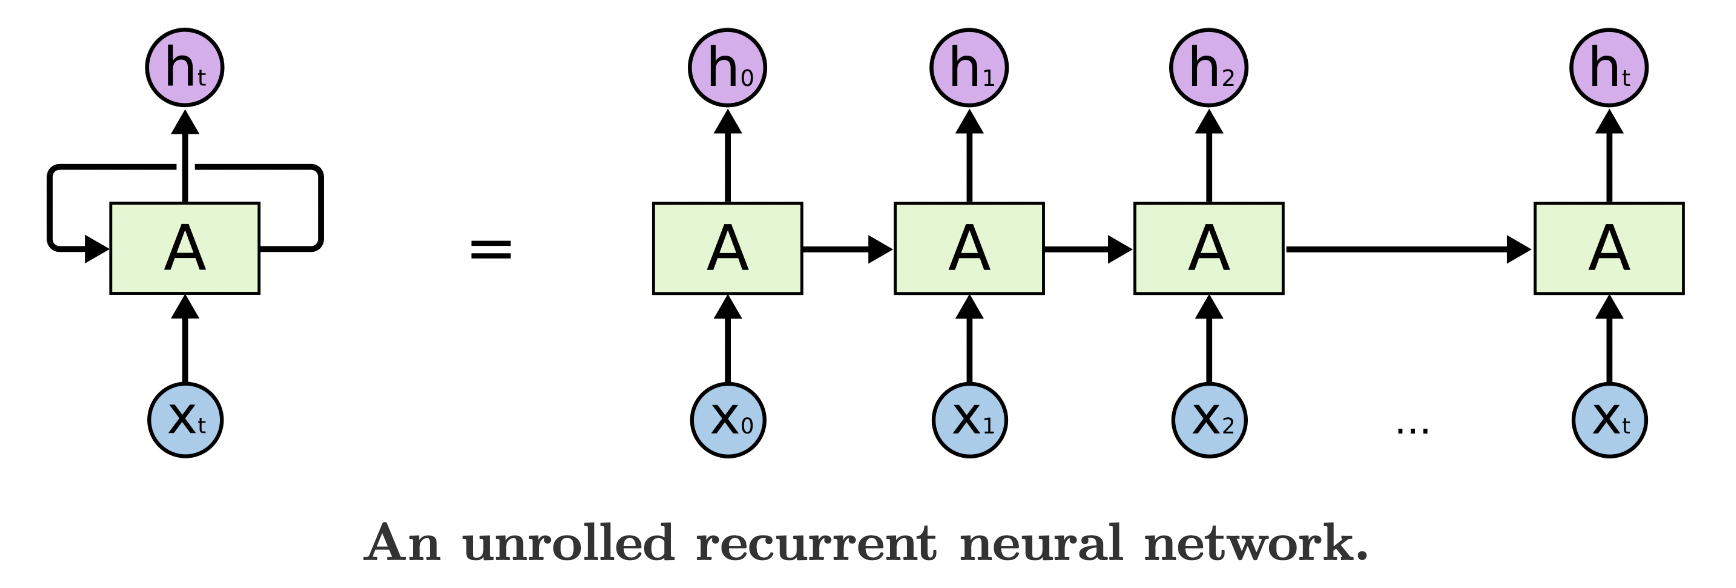 ht h0 h1 h2 ht
A = A A A A
xt x0 x1 x2 ... xt
An unrolled recurrent neural network.